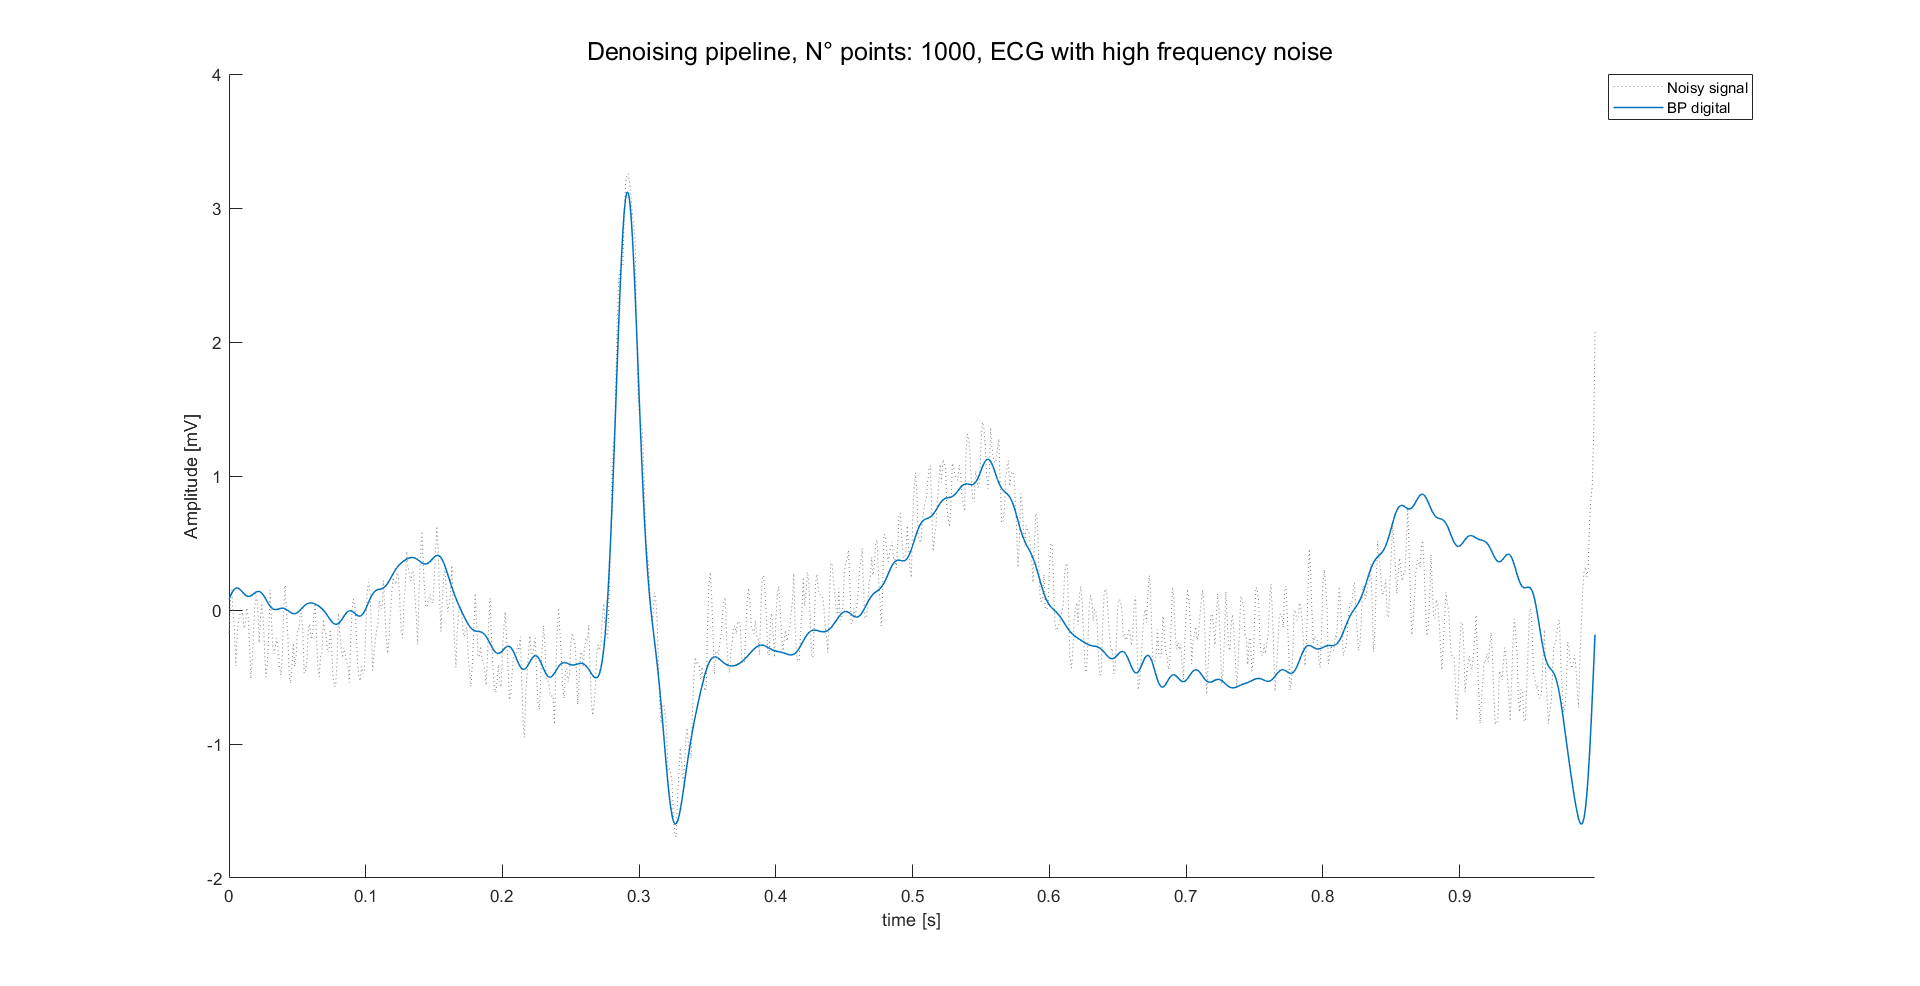 Denoising pipeline, N° points: 1000, ECG with high frequency noise
Noisy signal
BP digital
Amplitude [mV]
4
3
2
1
0
-1
-2
0 0.1 0.2 0.3 0.4 0.5 0.6 0.7 0.8 0.9
time [s]